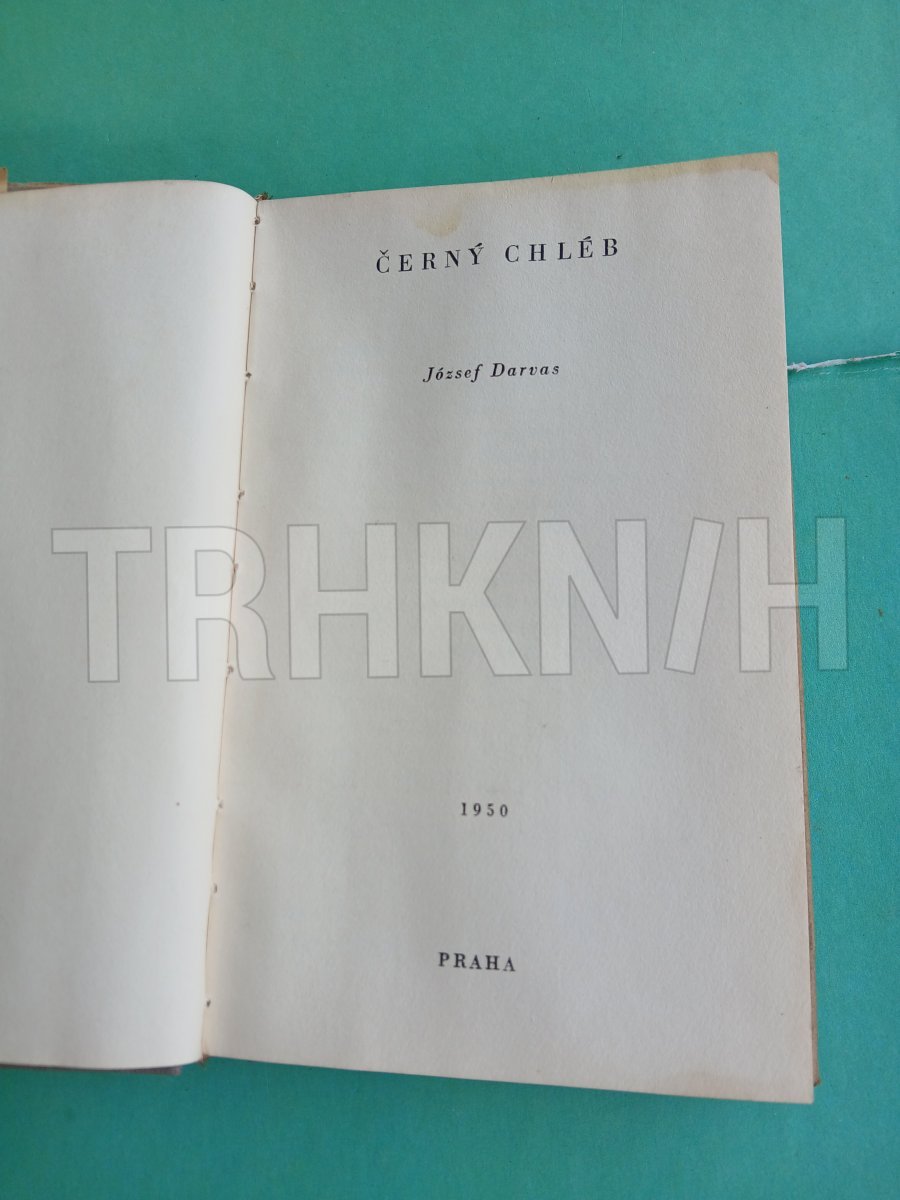 ČERNÝ CHLÉB
József Darvas
TRHKNIH
1950
PRAHA